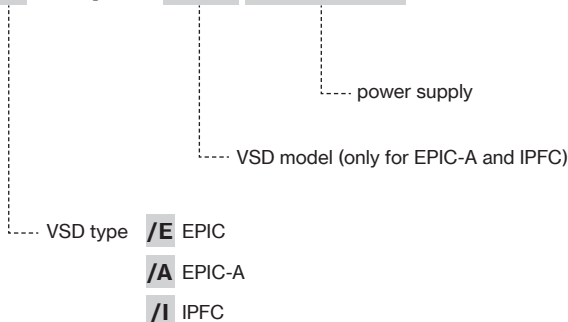 power supply
VSD model (only for EPIC-A and IPFC)
VSD type /E EPIC
/A EPIC-A
/I IPFC